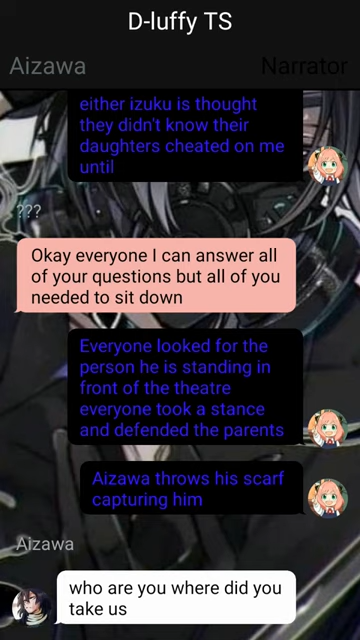 D-luffy TS
Aizawa
Narrator
either izuku is thought
they didn't know their
daughters cheated on me
until
???
Okay everyone I can answer all
of your questions but all of you
needed to sit down
Everyone looked for the
person he is standing in
front of the theatre
everyone took a stance
and defended the parents
Aizawa throws his scarf
capturing him
Aizawa
who are you where did you
take us